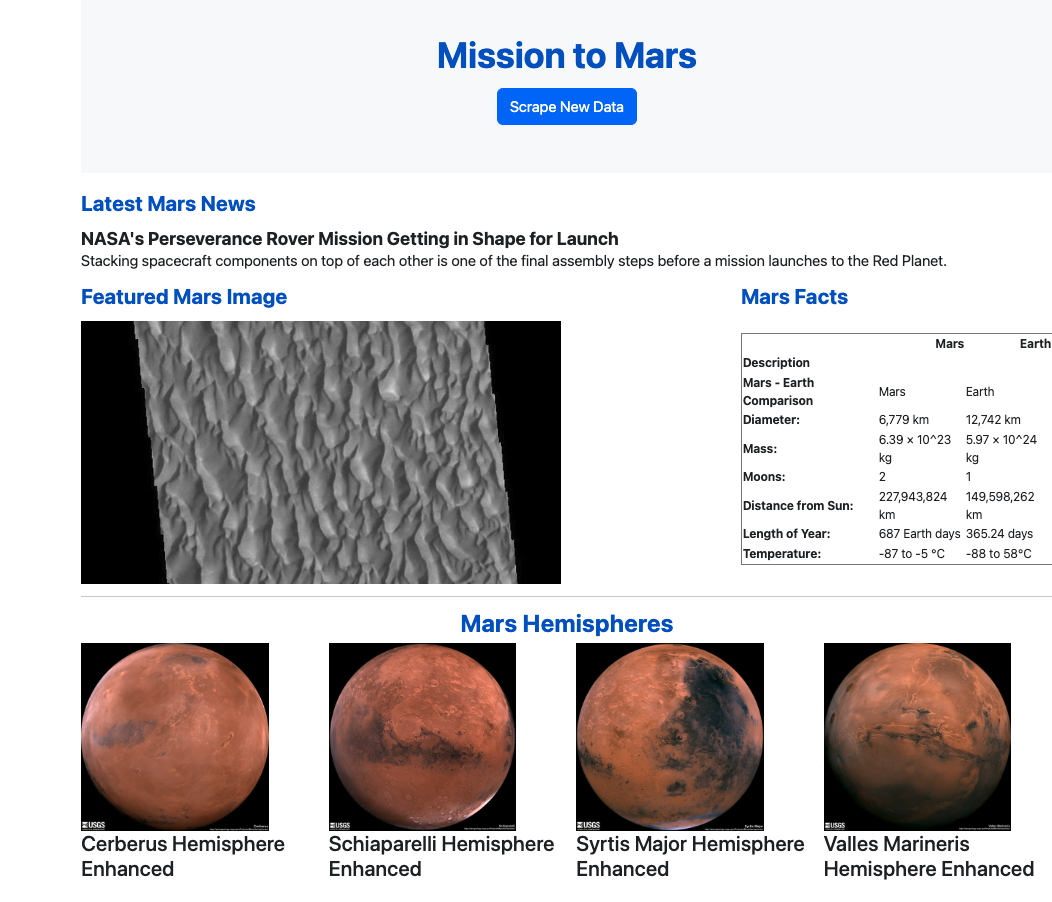 Mission to Mars
Scrape New Data
Latest Mars News
NASA's Perseverance Rover Mission Getting in Shape for Launch
Stacking spacecraft components on top of each other is one of the final assembly steps before a mission launches to the Red Planet.
Featured Mars Image
Mars Facts
Mars Earth
Description
Mars - Earth
Comparison
Mars Earth
Diameter: 6,779 km 12,742 km
Mass: 6.39 × 10^23 kg 5.97 × 10^24 kg
Moons: 2 1
Distance from Sun: 227,943,824 km 149,598,262 km
Length of Year: 687 Earth days 365.24 days
Temperature: -87 to -5 °C -88 to 58°C
Mars Hemispheres
USGS
USGS
USGS
USGS
Cerberus Hemisphere
Enhanced
Schiaparelli Hemisphere
Enhanced
Syrtis Major Hemisphere
Enhanced
Valles Marineris
Hemisphere Enhanced